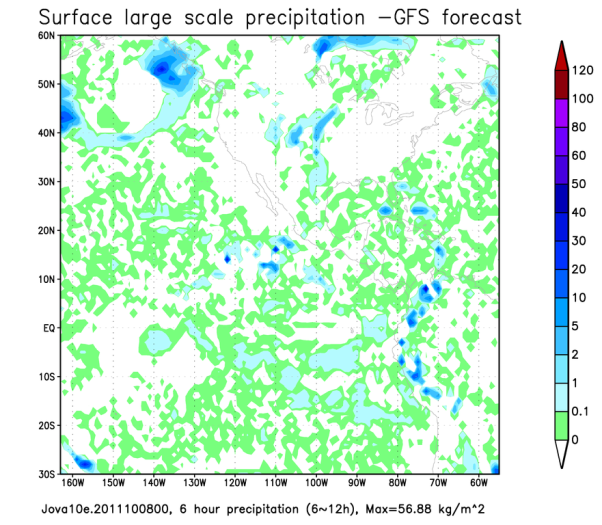 Surface large scale precipitation −GFS forecast
60N
50N
40N
30N
20N
10N
EQ
10S
20S
30S
160W 150W 140W 130W 120W 110W 100W 90W 80W 70W 60W
120
100
80
60
50
40
30
20
10
5
2
1
0.1
0
Jova10e.2011100800, 6 hour precipitation (6~12h), Max=56.88 kg/m^2